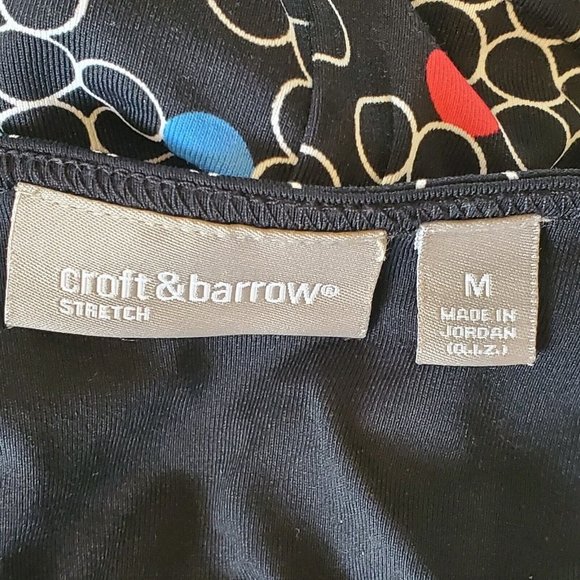 croft&barrow®
STRETCH
M
MADE IN
JORDAN
(Q.I.Z.)